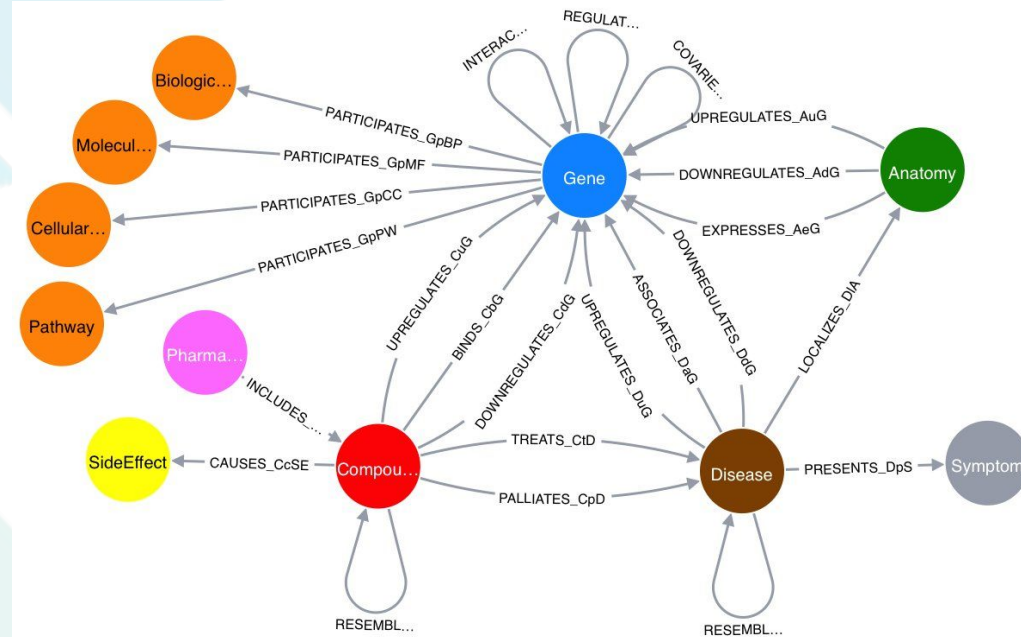 REGULAT…
INTERAC…
COVARIE…
Biologic…
PARTICIPATES_GpBP
UPREGULATES_AuG
Molecul…
PARTICIPATES_GpMF
Gene
DOWNREGULATES_AdG
Anatomy
PARTICIPATES_GpCC
Cellular…
EXPRESSES_AeG
PARTICIPATES_GpPW
Pathway
UPREGULATES_CuG
BINDS_CbG
DOWNREGULATES_CdG
UPREGULATES_DuG
ASSOCIATES_DaG
DOWNREGULATES_DdG
LOCALIZES_DlA
Pharma…
INCLUDES_…
TREATS_CtD
SideEffect
CAUSES_CcSE
Compou…
Disease
PRESENTS_DpS
Symptom
PALLIATES_CpD
RESEMBL…
RESEMBL…